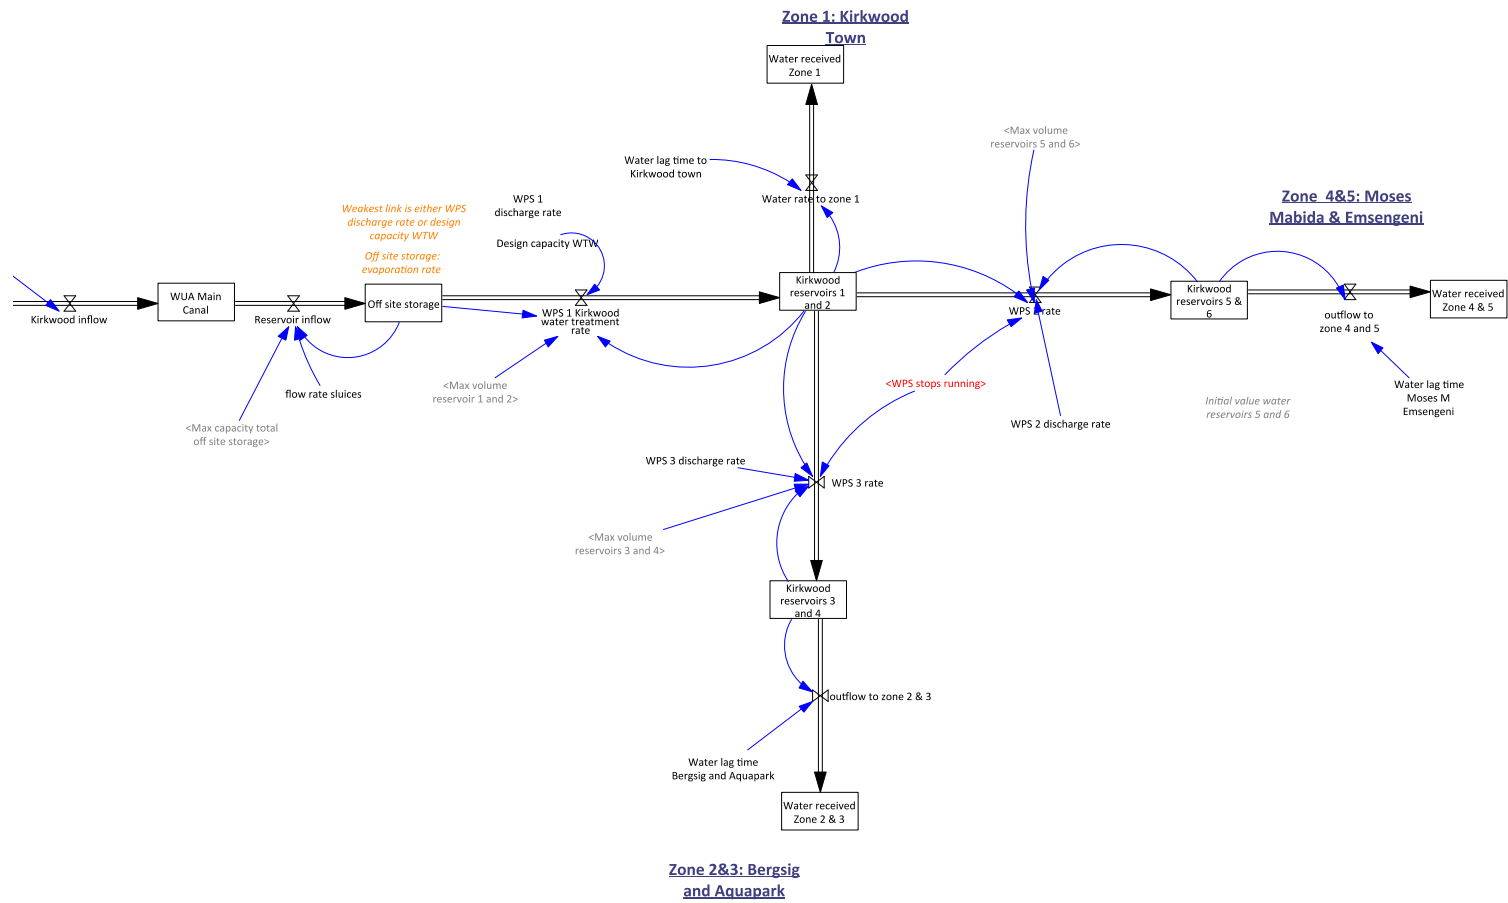 Zone 1: Kirkwood
Town
Water received
Zone 1
<Max volume
reservoirs 5 and 6>
Water lag time to
Kirkwood town
Water rate to zone 1
Zone 4&5: Moses
Mabida & Emsengeni
WPS 1
discharge rate
Weakest link is either WPS
discharge rate or design
capacity WTW
Design capacity WTW
Off site storage:
evaporation rate
Kirkwood inflow
WUA Main
Canal
Reservoir inflow
Off site storage
WPS 1 Kirkwood
water treatment
rate
Kirkwood
reservoirs 1
and 2
WPS 2 rate
Kirkwood
reservoirs 5 &
6
outflow to
zone 4 and 5
Water received
Zone 4 & 5
flow rate sluices
<Max volume
reservoir 1 and 2>
<WPS stops running>
Initial value water
reservoirs 5 and 6
Water lag time
Moses M
Emsengeni
<Max capacity total
off site storage>
WPS 2 discharge rate
WPS 3 discharge rate
WPS 3 rate
<Max volume
reservoirs 3 and 4>
Kirkwood
reservoirs 3
and 4
outflow to zone 2 & 3
Water lag time
Bergsig and Aquapark
Water received
Zone 2 & 3
Zone 2&3: Bergsig
and Aquapark